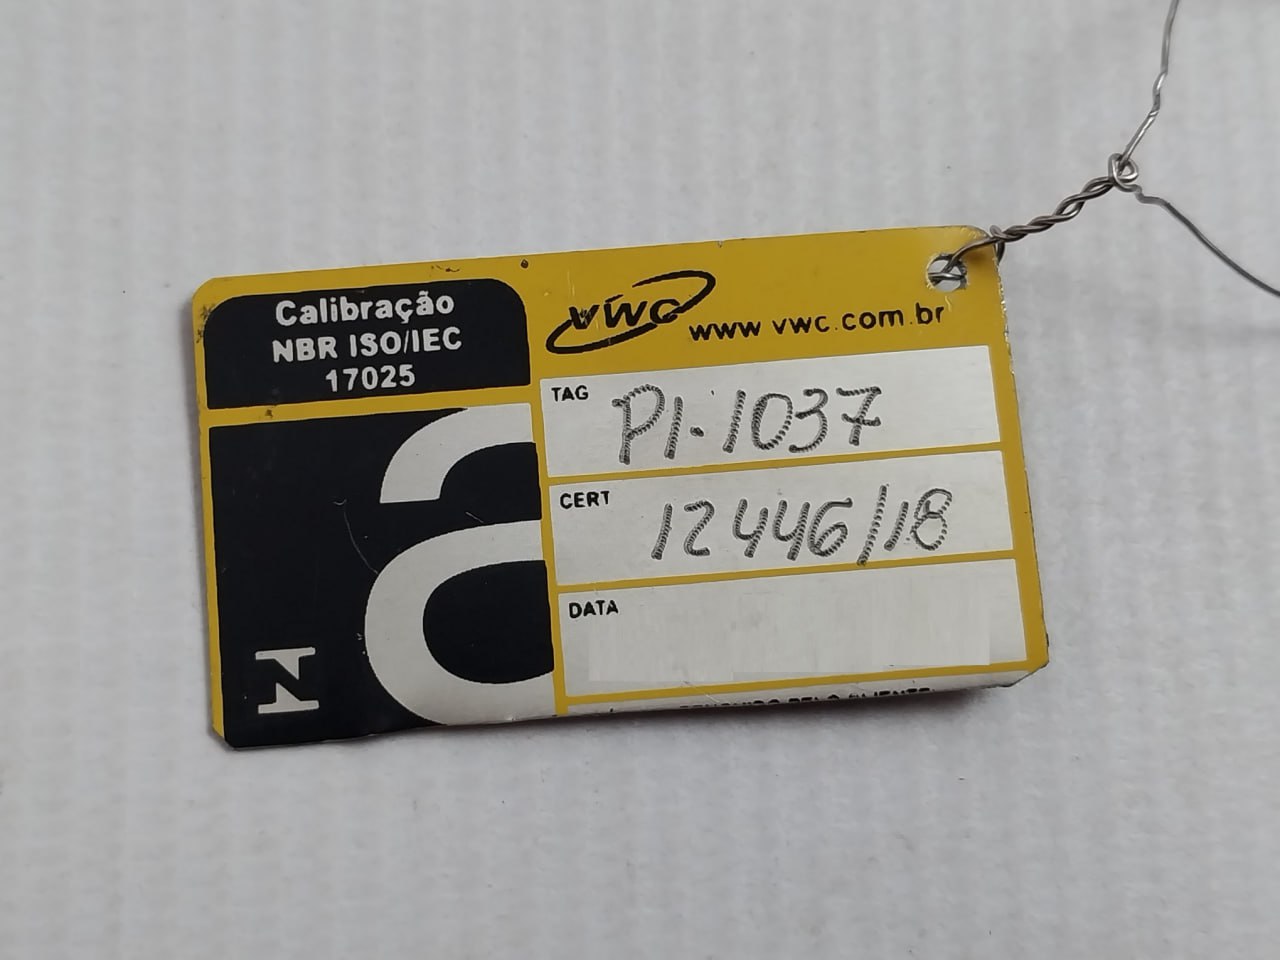 Calibração
NBR ISO/IEC
17025
vwc
www vwc.com.br
TAG PI-1037
CERT 12446/18
DATA
a
N